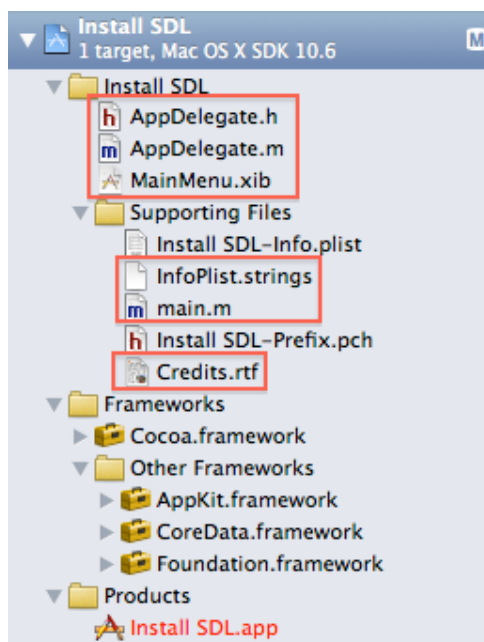 Install SDL
1 target, Mac OS X SDK 10.6
M
Install SDL
h AppDelegate.h
m AppDelegate.m
MainMenu.xib
Supporting Files
Install SDL-Info.plist
InfoPlist.strings
m main.m
h Install SDL-Prefix.pch
Credits.rtf
Frameworks
Cocoa.framework
Other Frameworks
AppKit.framework
CoreData.framework
Foundation.framework
Products
Install SDL.app